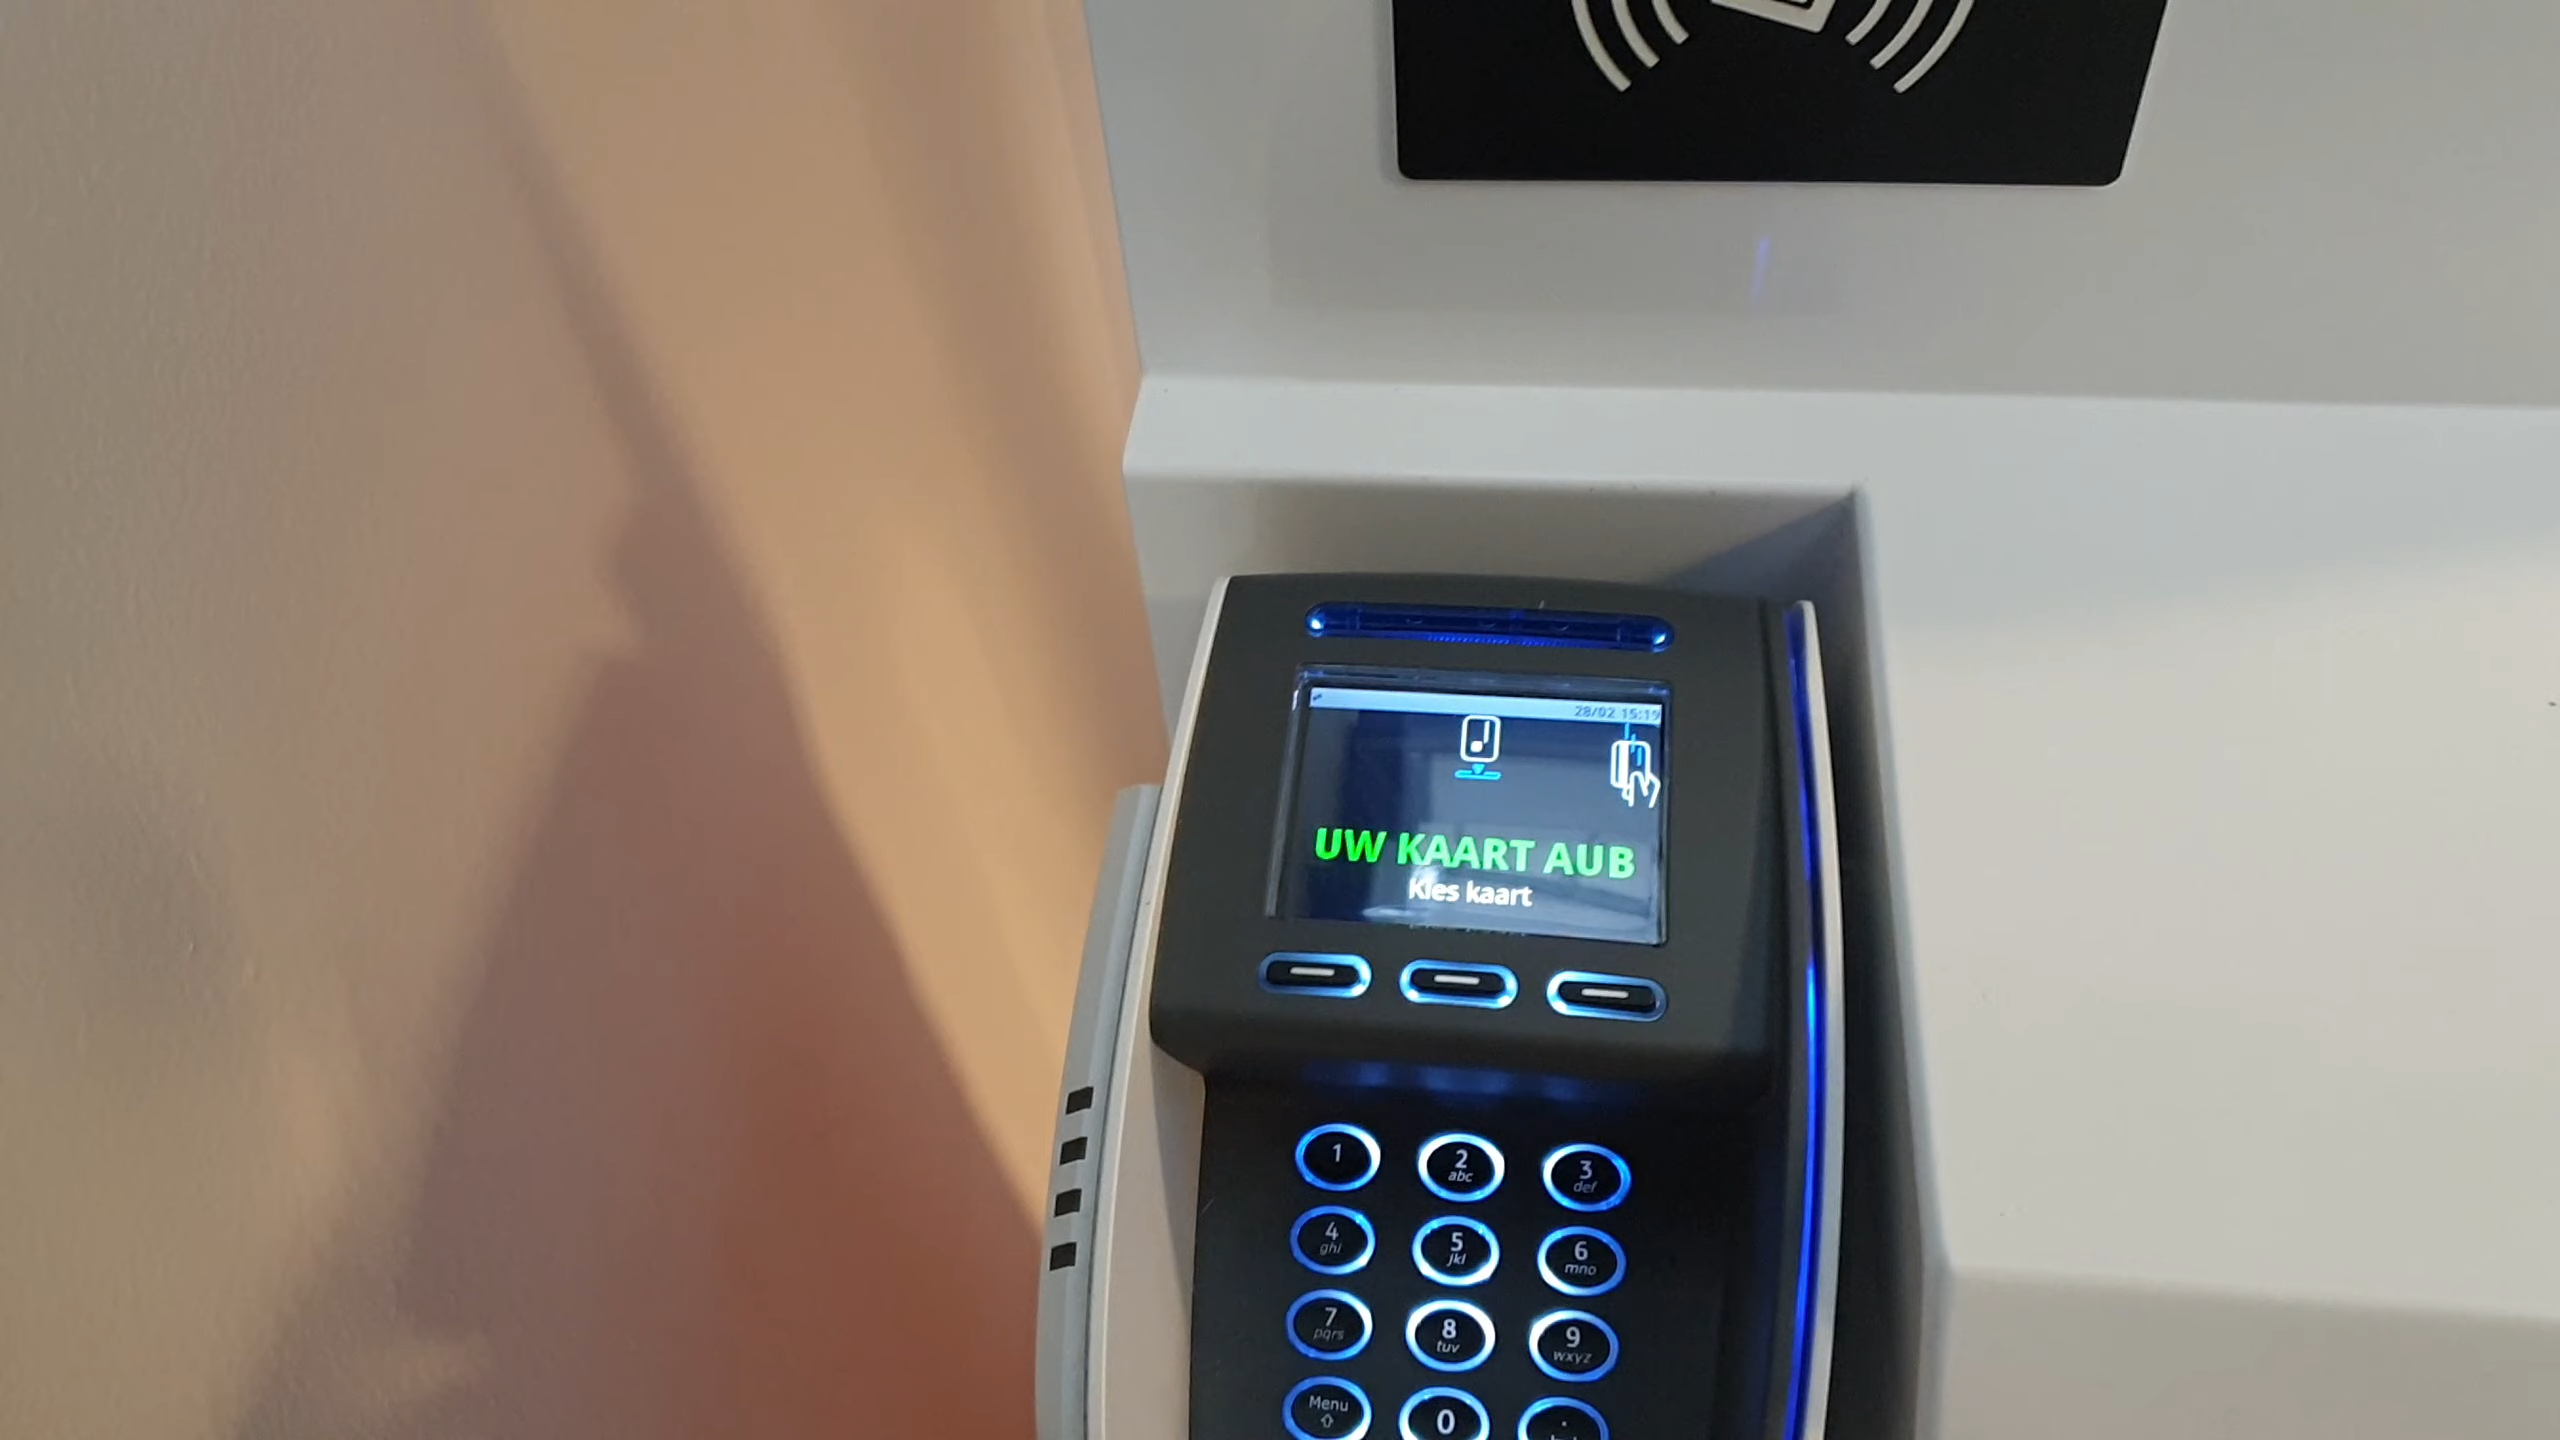 28/02 15:19
UW KAART AUB
Kies kaart
1
2 abc
3 def
4 ghi
5 jkl
6 mno
7 pqrs
8 tuv
9 wxyz
Menu
0